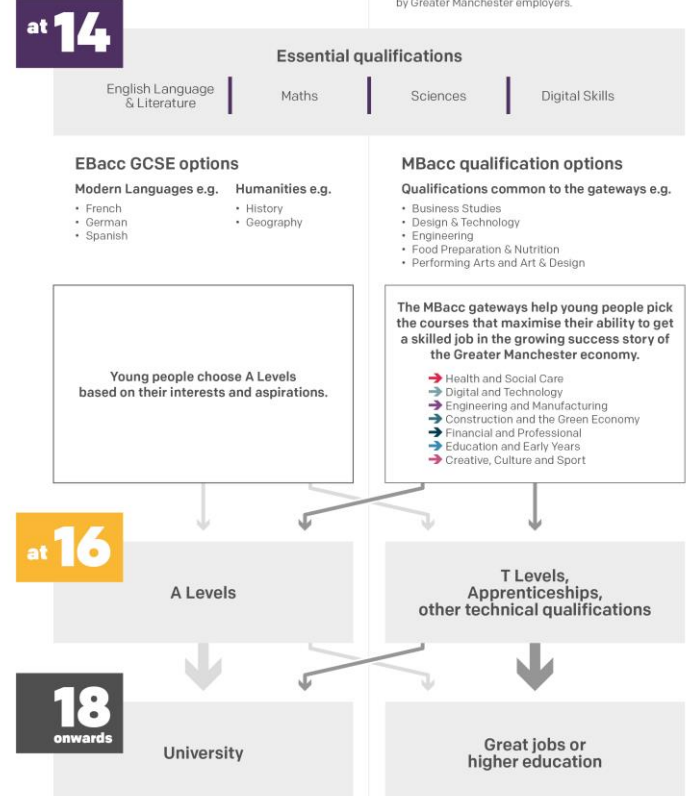 by Greater Manchester employers.
at 14
Essential qualifications
English Language
& Literature
Maths
Sciences
Digital Skills
EBacc GCSE options
Modern Languages e.g.
• French
• German
• Spanish
Humanities e.g.
• History
• Geography
MBacc qualification options
Qualifications common to the gateways e.g.
• Business Studies
• Design & Technology
• Engineering
• Food Preparation & Nutrition
• Performing Arts and Art & Design
Young people choose A Levels
based on their interests and aspirations.
The MBacc gateways help young people pick
the courses that maximise their ability to get
a skilled job in the growing success story of
the Greater Manchester economy.
Health and Social Care
Digital and Technology
Engineering and Manufacturing
Construction and the Green Economy
Financial and Professional
Education and Early Years
Creative, Culture and Sport
at 16
A Levels
T Levels,
Apprenticeships,
other technical qualifications
18
onwards
University
Great jobs or
higher education